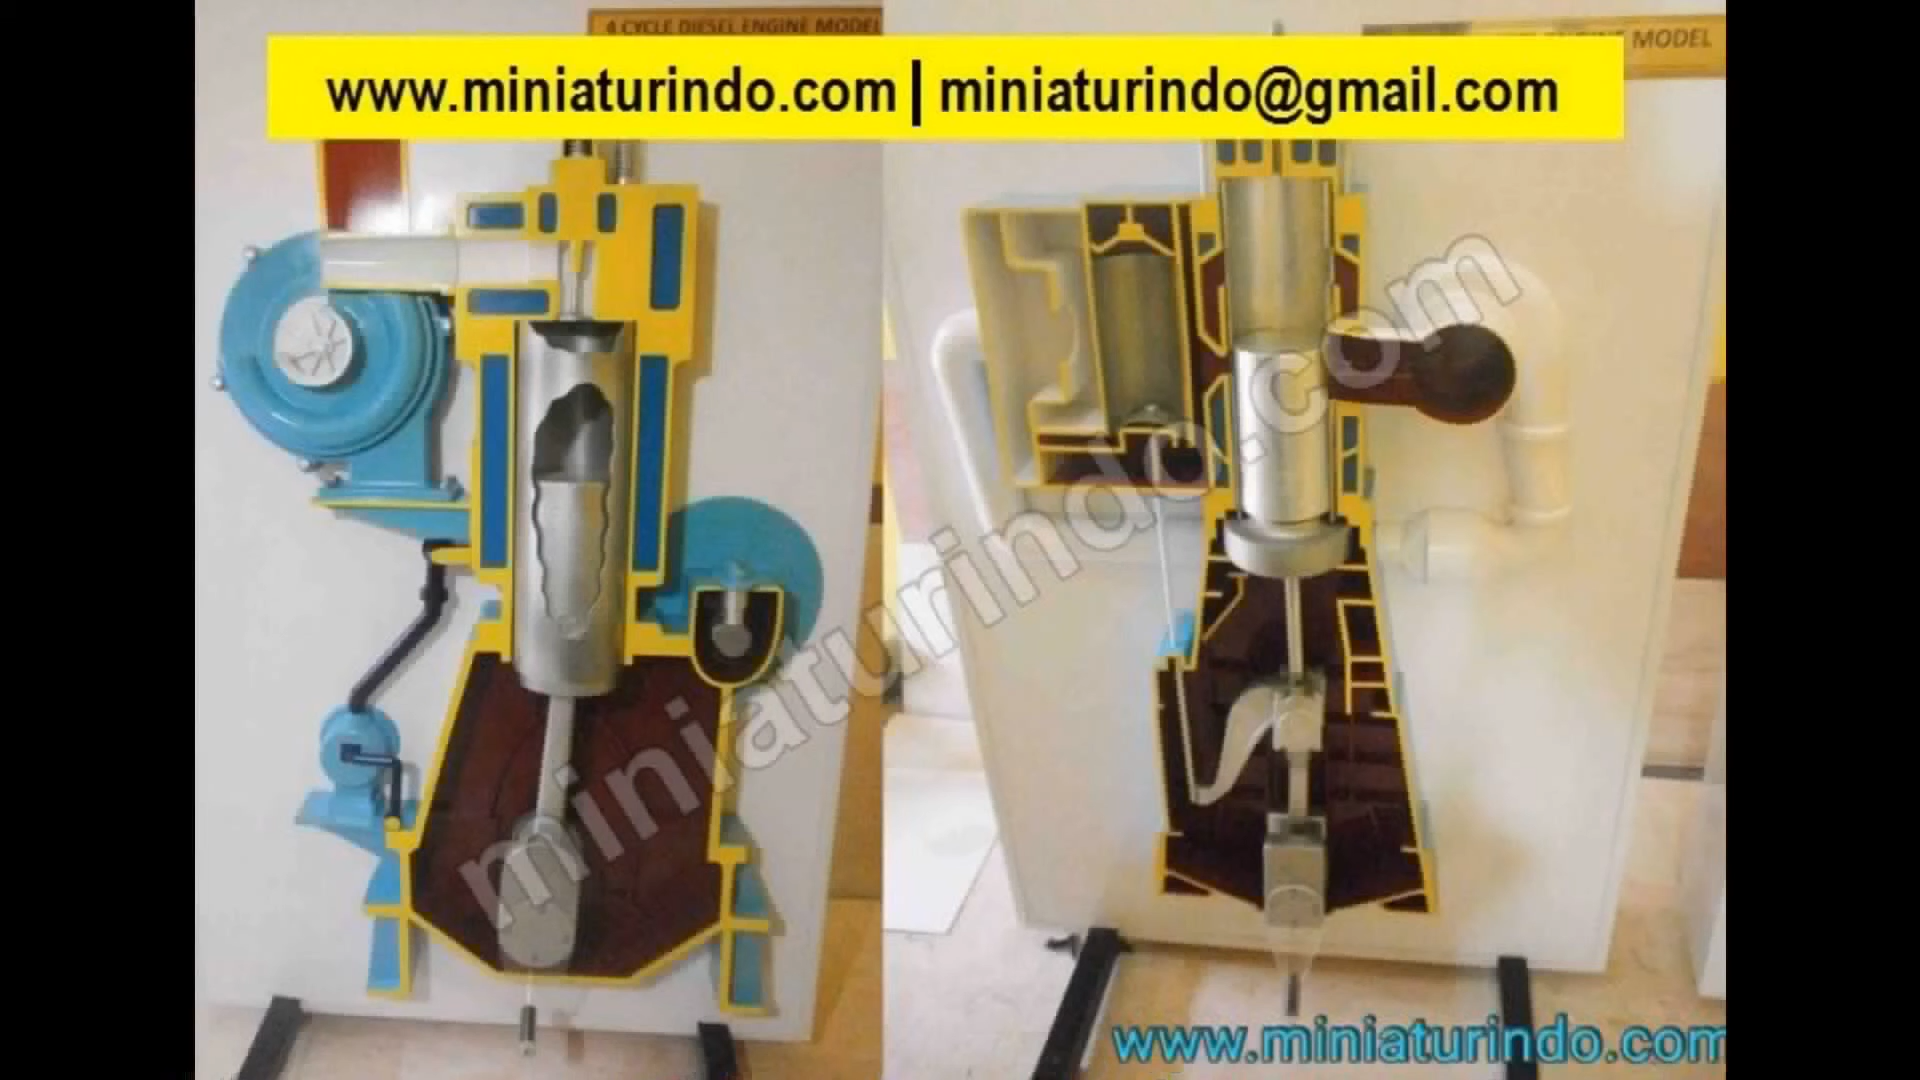 4 CYCLE DIESEL ENGINE MODEL
MODEL
www.miniaturindo.com | miniaturindo@gmail.com
miniaturindo.com
www.miniaturindo.com